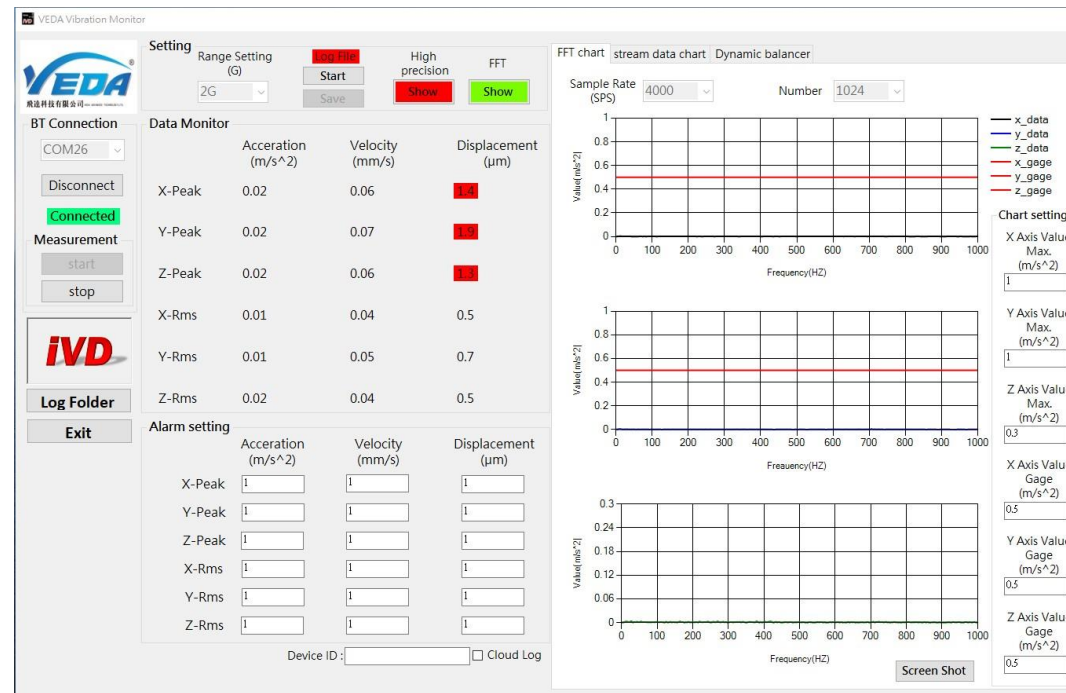 VEDA Vibration Monitor
VEDA
飛達科技有限公司
BT Connection
COM26
Disconnect
Connected
Measurement
start
stop
iVD
Log Folder
Exit
Setting
Range Setting
(G)
2G
Log File
Start
Save
High
precision
Show
FFT
Show
Data Monitor
Acceration
(m/s^2)
Velocity
(mm/s)
Displacement
(μm)
X-Peak 0.02 0.06 1.4
Y-Peak 0.02 0.07 1.9
Z-Peak 0.02 0.06 1.3
X-Rms 0.01 0.04 0.5
Y-Rms 0.01 0.05 0.7
Z-Rms 0.02 0.04 0.5
Alarm setting
Acceration
(m/s^2)
Velocity
(mm/s)
Displacement
(μm)
X-Peak 1 1 1
Y-Peak 1 1 1
Z-Peak 1 1 1
X-Rms 1 1 1
Y-Rms 1 1 1
Z-Rms 1 1 1
Device ID :
Cloud Log
FFT chart stream data chart Dynamic balancer
Sample Rate
(SPS)
4000
Number 1024
Value[m/s^2]
1
0.8
0.6
0.4
0.2
0
0 100 200 300 400 500 600 700 800 900 1000
Frequency(HZ)
Value[m/s^2]
1
0.8
0.6
0.4
0.2
0
0 100 200 300 400 500 600 700 800 900 1000
Frequency(HZ)
Value[m/s^2]
0.3
0.24
0.18
0.12
0.06
0
0 100 200 300 400 500 600 700 800 900 1000
Frequency(HZ)
Screen Shot
x_data
y_data
z_data
x_gage
y_gage
z_gage
Chart setting
X Axis Value
Max.
(m/s^2)
1
Y Axis Value
Max.
(m/s^2)
1
Z Axis Value
Max.
(m/s^2)
0.3
X Axis Value
Gage
(m/s^2)
0.5
Y Axis Value
Gage
(m/s^2)
0.5
Z Axis Value
Gage
(m/s^2)
0.5